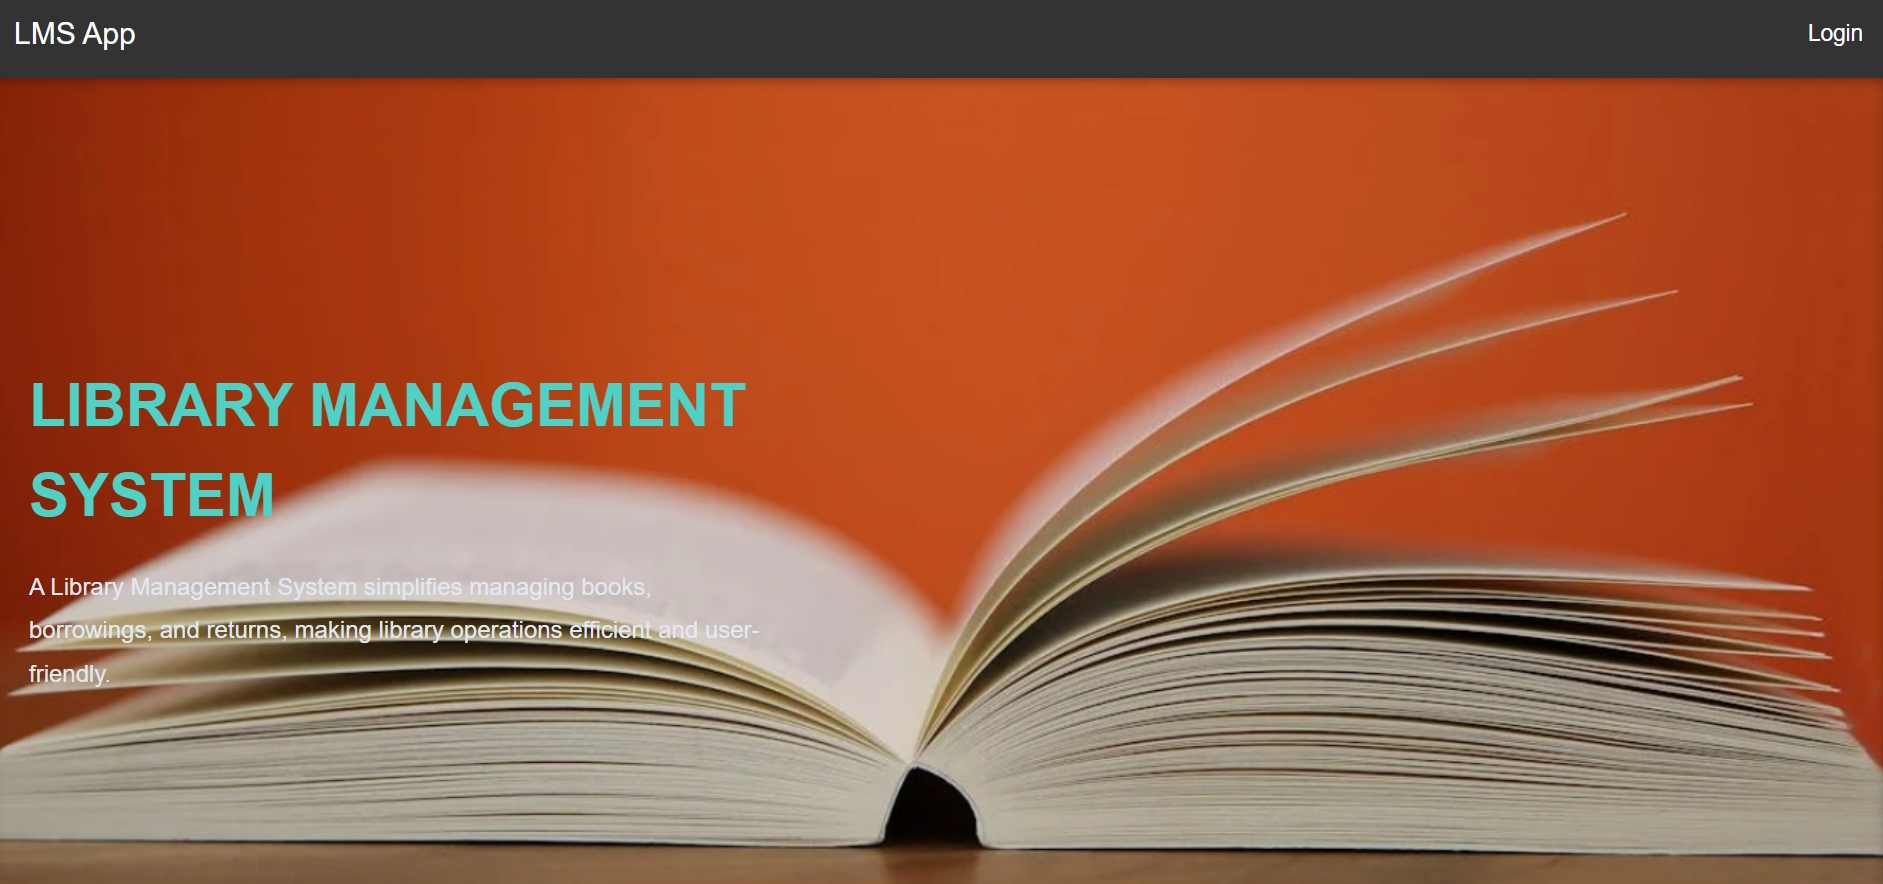 LMS App
Login
LIBRARY MANAGEMENT
SYSTEM
A Library Management System simplifies managing books,
borrowings, and returns, making library operations efficient and user-
friendly.